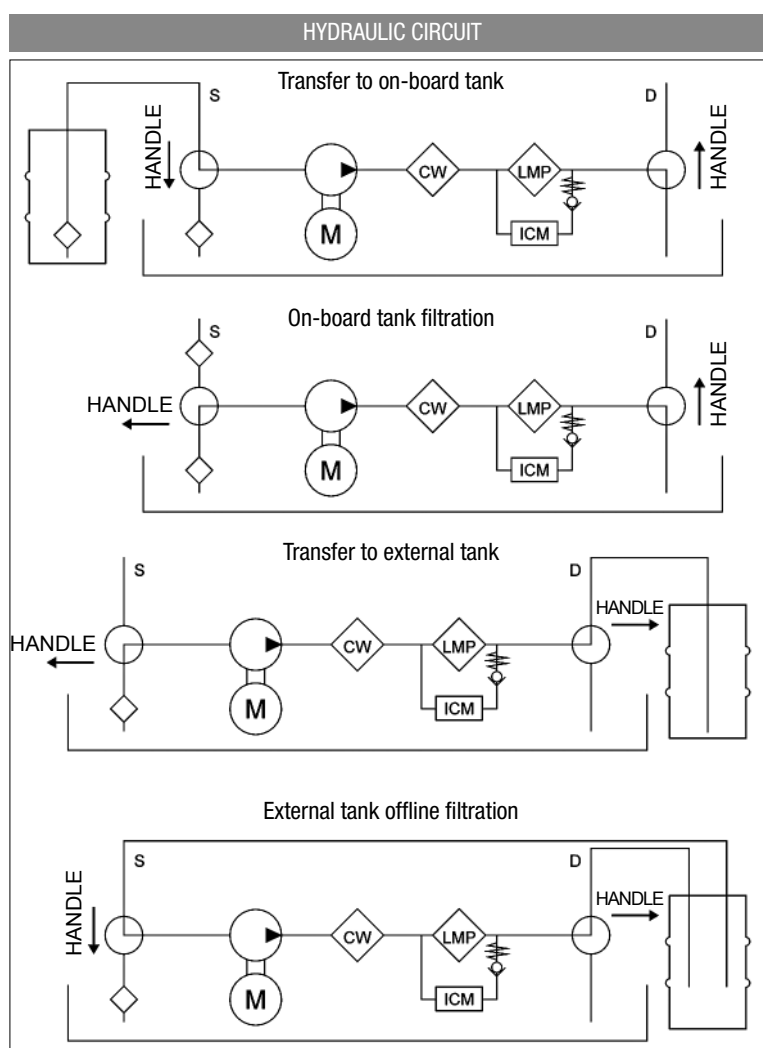 HYDRAULIC CIRCUIT
Transfer to on-board tank
S
D
HANDLE
HANDLE
CW
LMP
M
ICM
On-board tank filtration
S
D
HANDLE
HANDLE
CW
LMP
M
ICM
Transfer to external tank
S
D
HANDLE
HANDLE
CW
LMP
M
ICM
External tank offline filtration
S
D
HANDLE
HANDLE
CW
LMP
M
ICM